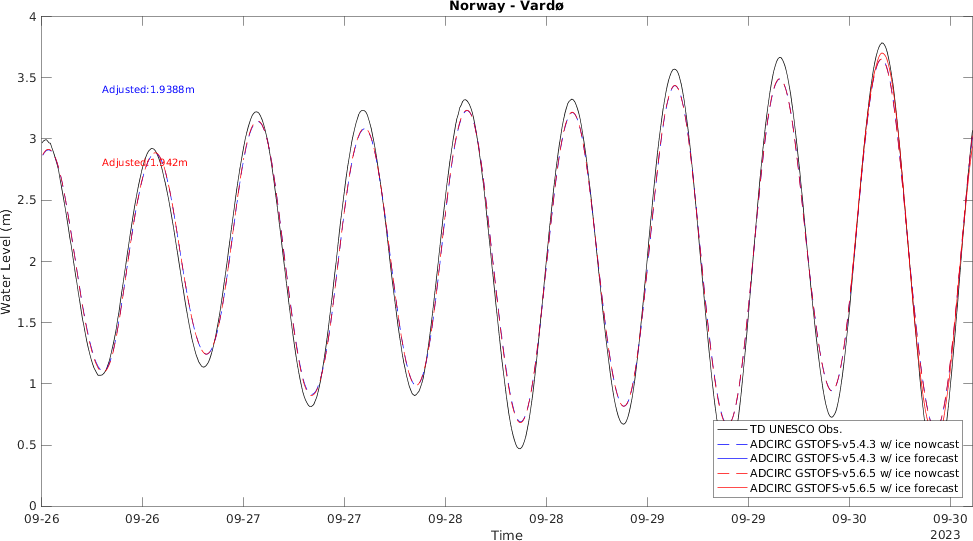 Norway - Vardø
4
3.5
3
2.5
2
1.5
1
0.5
0
Water Level (m)
Adjusted:1.9388m
Adjusted:1.942m
TD UNESCO Obs.
ADCIRC GSTOFS-v5.4.3 w/ ice nowcast
ADCIRC GSTOFS-v5.4.3 w/ ice forecast
ADCIRC GSTOFS-v5.6.5 w/ ice nowcast
ADCIRC GSTOFS-v5.6.5 w/ ice forecast
09-26 09-26 09-27 09-27 09-28 09-28 09-29 09-29 09-30 09-30
2023
Time